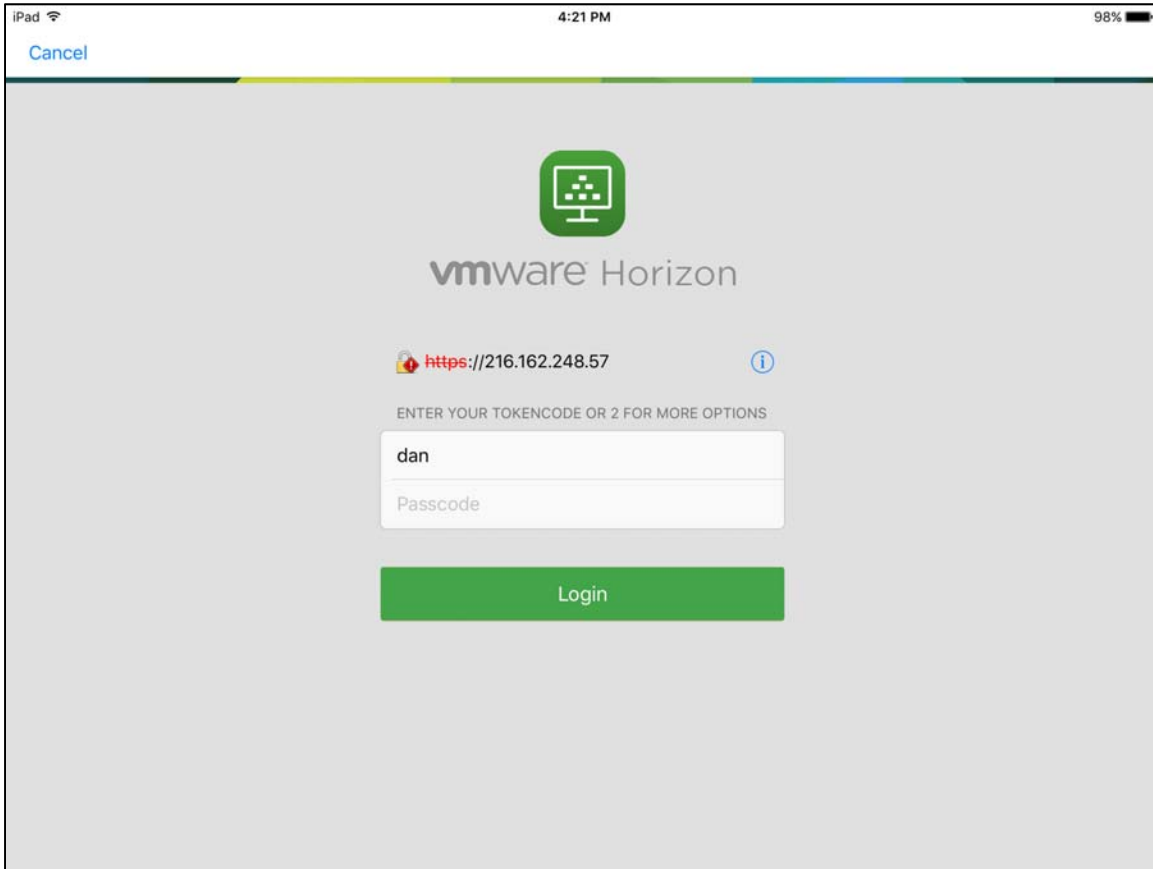 iPad 4:21 PM 98%
Cancel
vmware Horizon
https://216.162.248.57
ENTER YOUR TOKENCODE OR 2 FOR MORE OPTIONS
dan
Passcode
Login